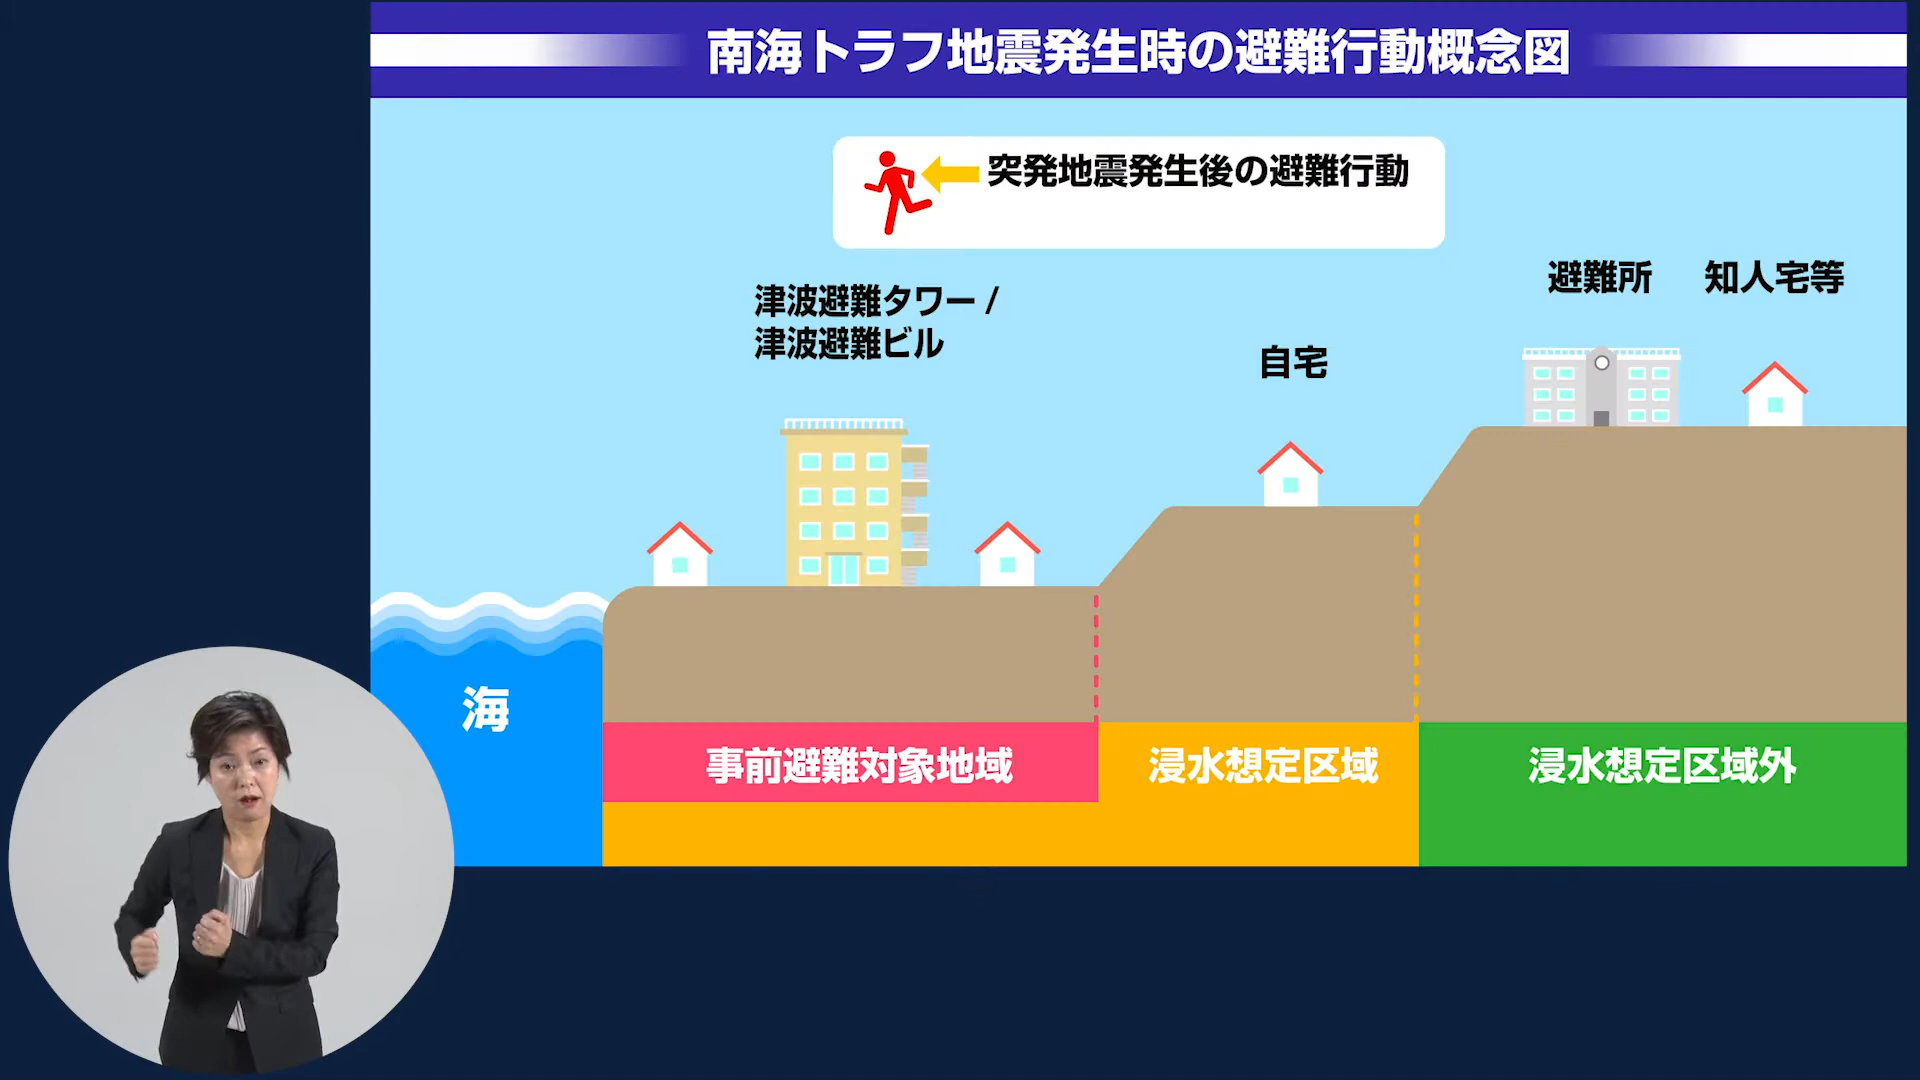 南海トラフ地震発生時の避難行動概念図
突発地震発生後の避難行動
避難所
知人宅等
津波避難タワー /
津波避難ビル
自宅
海
事前避難対象地域
浸水想定区域
浸水想定区域外